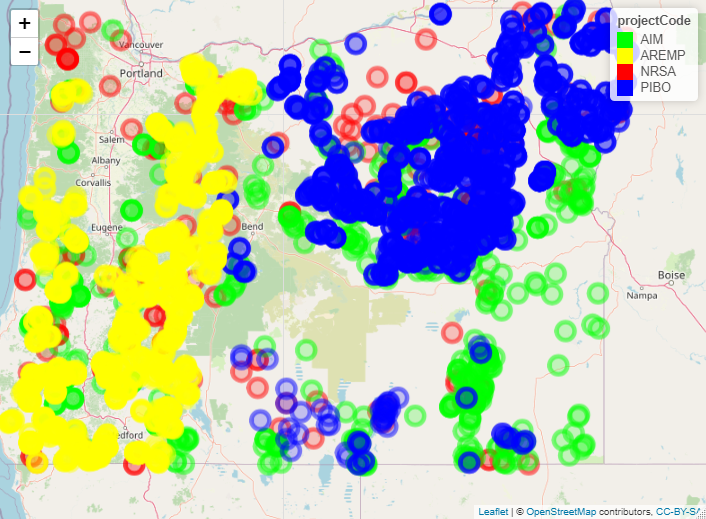 +
−
projectCode
AIM
AREMP
NRSA
PIBO
Vancouver
Portland
Salem
Albany
Corvallis
Eugene
Bend
Boise
Nampa
edford
Leaflet | © OpenStreetMap contributors, CC-BY-SA